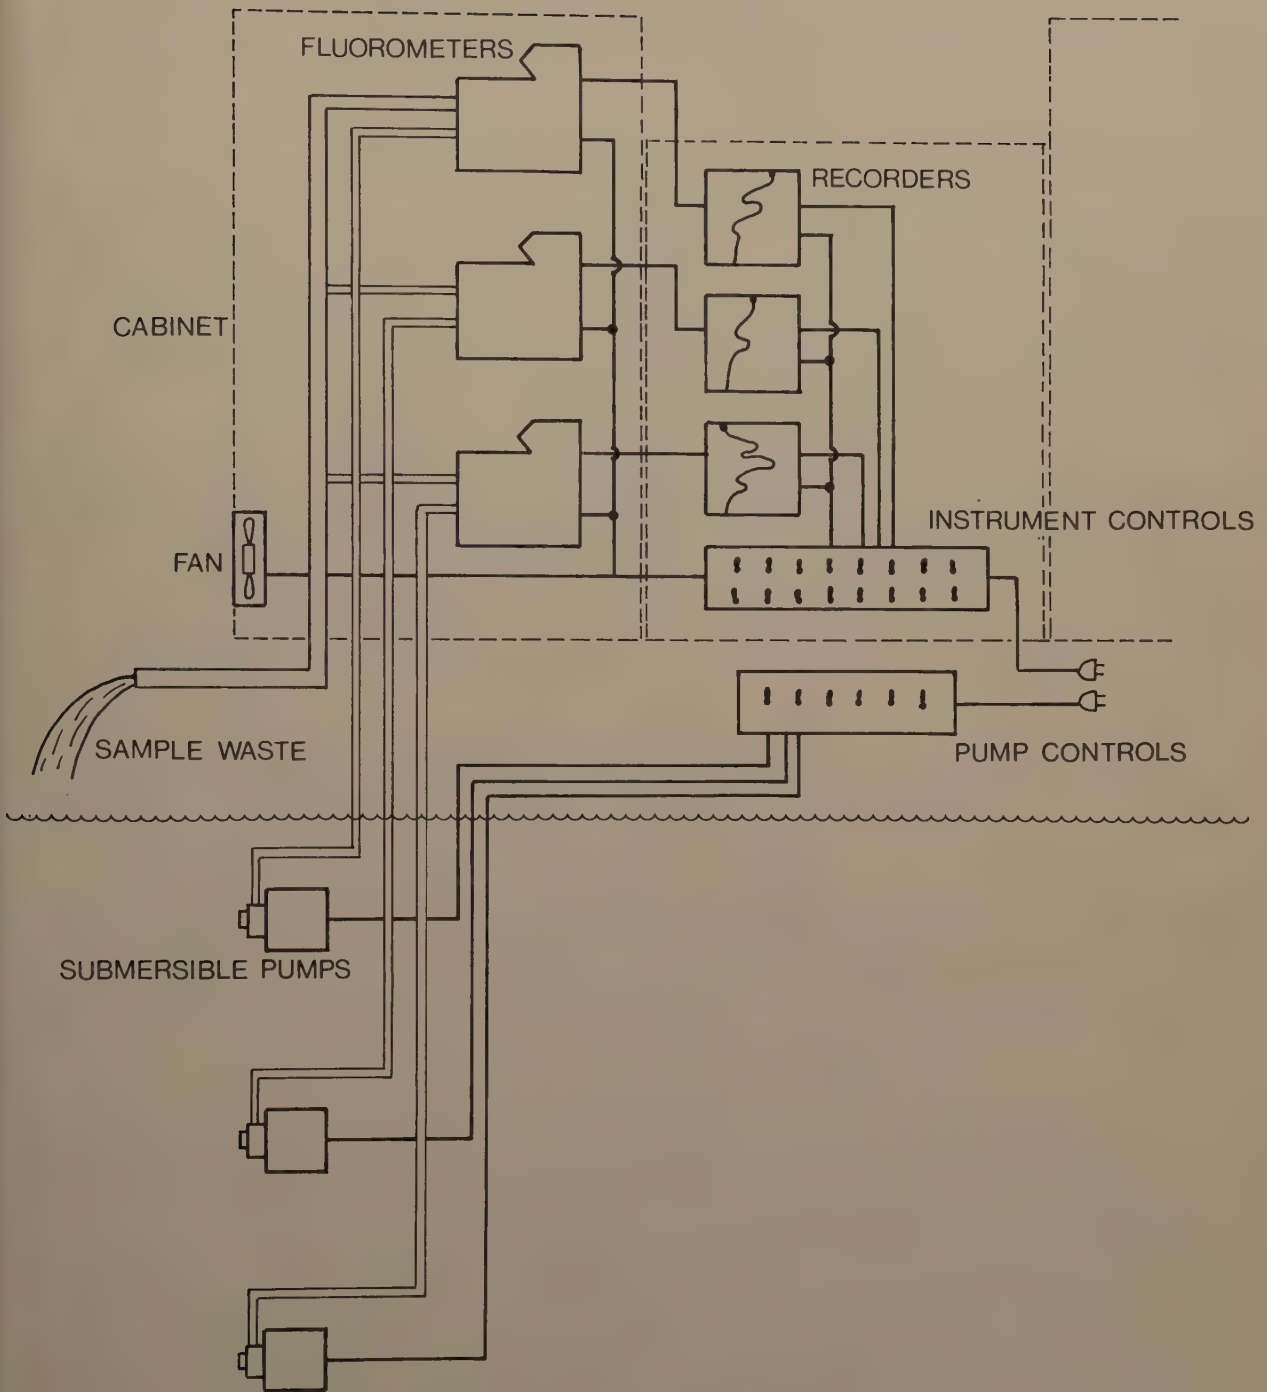 FLUOROMETERS
RECORDERS
CABINET
INSTRUMENT CONTROLS
FAN
SAMPLE WASTE
PUMP CONTROLS
SUBMERSIBLE PUMPS